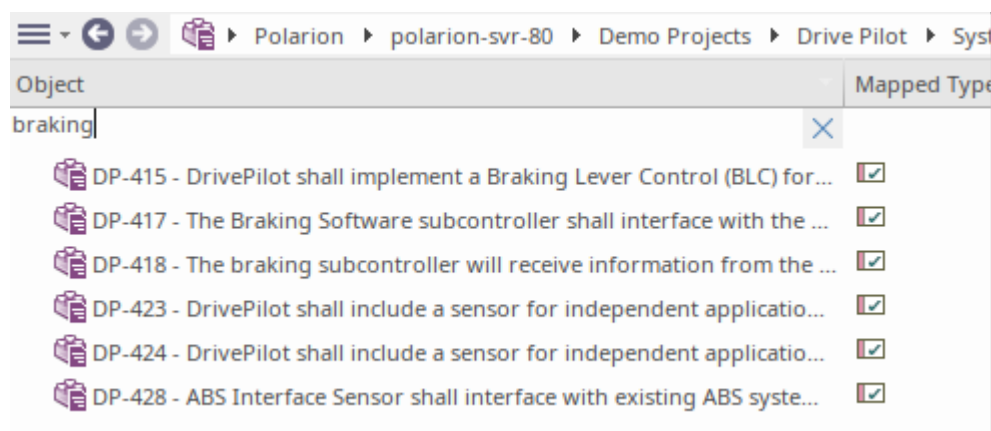 Polarion polarion-svr-80 Demo Projects Drive Pilot Syst
Object Mapped Type
braking
DP-415 - DrivePilot shall implement a Braking Lever Control (BLC) for...
DP-417 - The Braking Software subcontroller shall interface with the ...
DP-418 - The braking subcontroller will receive information from the ...
DP-423 - DrivePilot shall include a sensor for independent applicatio...
DP-424 - DrivePilot shall include a sensor for independent applicatio...
DP-428 - ABS Interface Sensor shall interface with existing ABS syste...